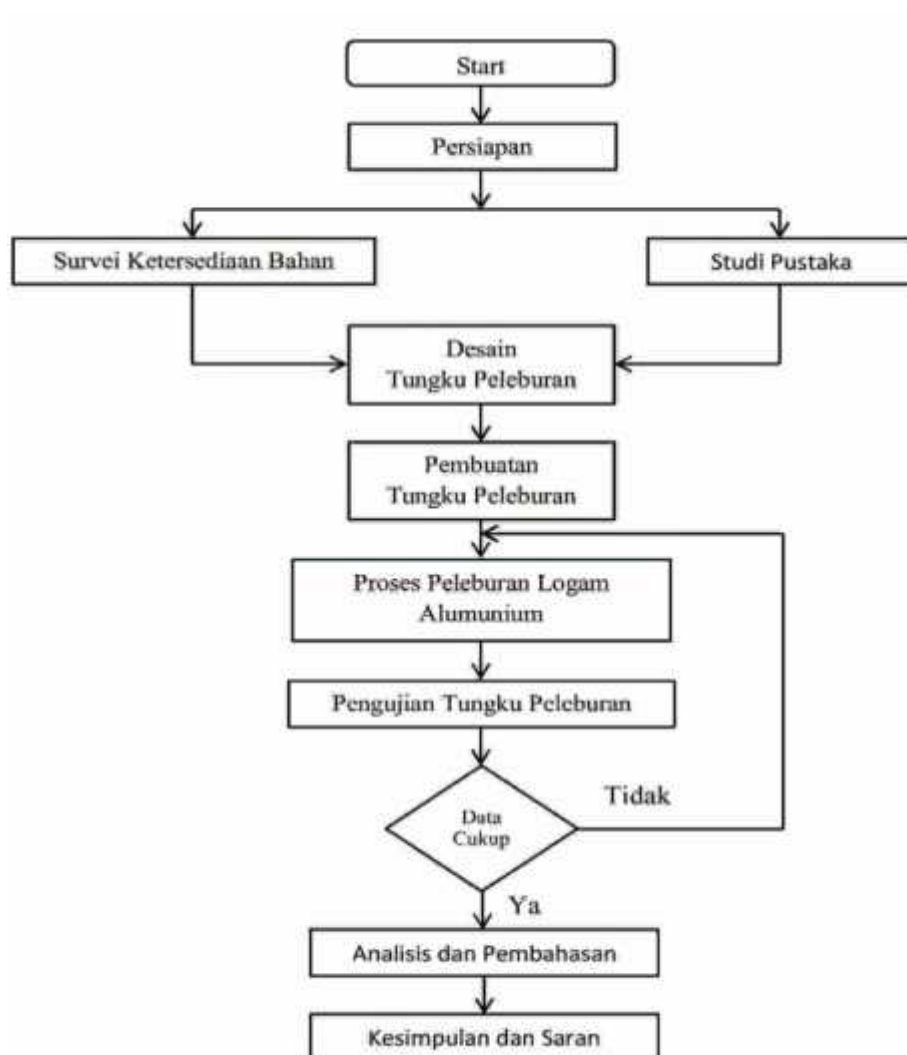 Start
Persiapan
Survei Ketersediaan Bahan
Studi Pustaka
Desain
Tungku Peleburan
Pembuatan
Tungku Peleburan
Proses Peleburan Logam
Alumunium
Pengujian Tungku Peleburan
Data
Cukup
Tidak
Ya
Analisis dan Pembahasan
Kesimpulan dan Saran